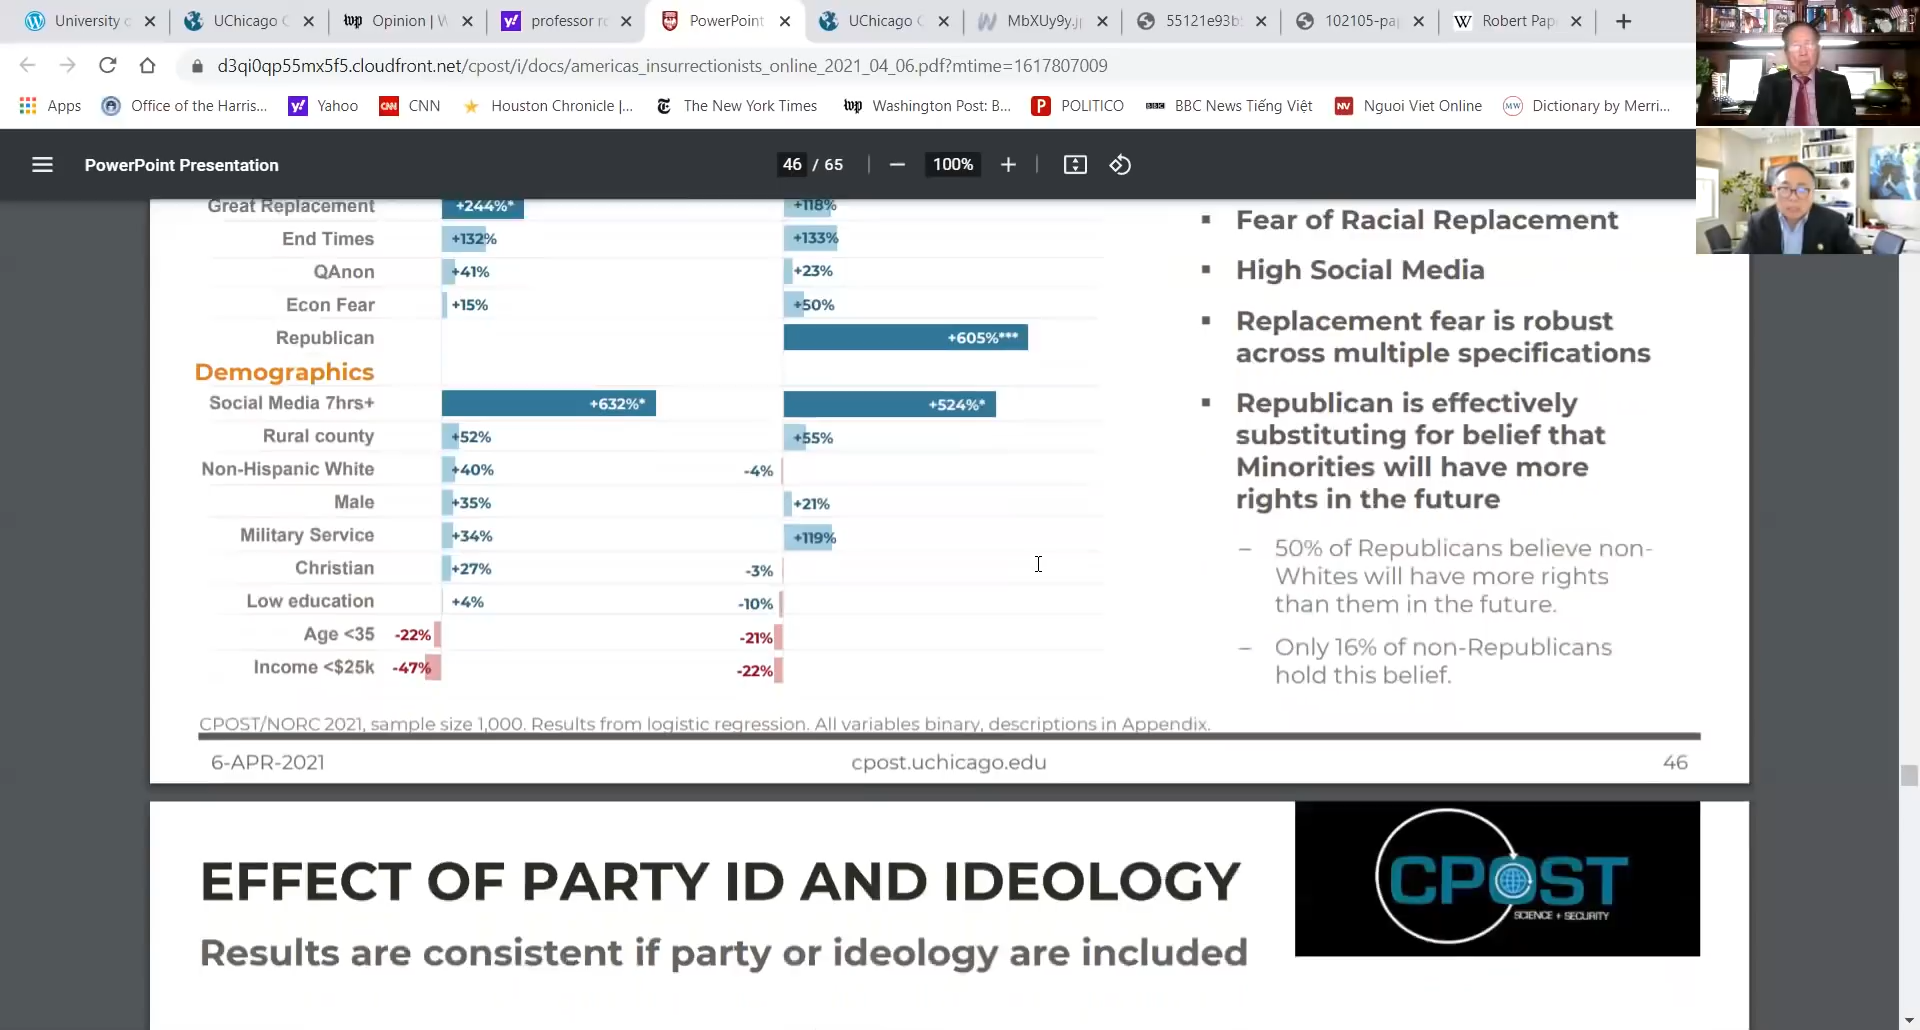 University o
UChicago C
Opinion | W
professor ro
PowerPoint
UChicago C
MbXUy9y.j
55121e93b
102105-pa
Robert Pap
d3qi0qp55mx5f5.cloudfront.net/cpost/i/docs/americas_insurrectionists_online_2021_04_06.pdf?mtime=1617807009
Apps
Office of the Harris...
Yahoo
CNN
Houston Chronicle |...
The New York Times
Washington Post: B...
POLITICO
BBC News Tiếng Việt
Nguoi Viet Online
Dictionary by Merri...
PowerPoint Presentation
46 / 65
100%
Great Replacement +244%* +118%
End Times +132% +133%
QAnon +41% +23%
Econ Fear +15% +50%
Republican +605%***
Demographics
Social Media 7hrs+ +632%* +524%*
Rural county +52% +55%
Non-Hispanic White +40% -4%
Male +35% +21%
Military Service +34% +119%
Christian +27% -3%
Low education +4% -10%
Age <35 -22% -21%
Income <$25k -47% -22%
▪ Fear of Racial Replacement
▪ High Social Media
▪ Replacement fear is robust
across multiple specifications
▪ Republican is effectively
substituting for belief that
Minorities will have more
rights in the future
– 50% of Republicans believe non-
Whites will have more rights
than them in the future.
– Only 16% of non-Republicans
hold this belief.
CPOST/NORC 2021, sample size 1,000. Results from logistic regression. All variables binary, descriptions in Appendix.
6-APR-2021
cpost.uchicago.edu
46
EFFECT OF PARTY ID AND IDEOLOGY
Results are consistent if party or ideology are included
CPOST
SCIENCE + SECURITY